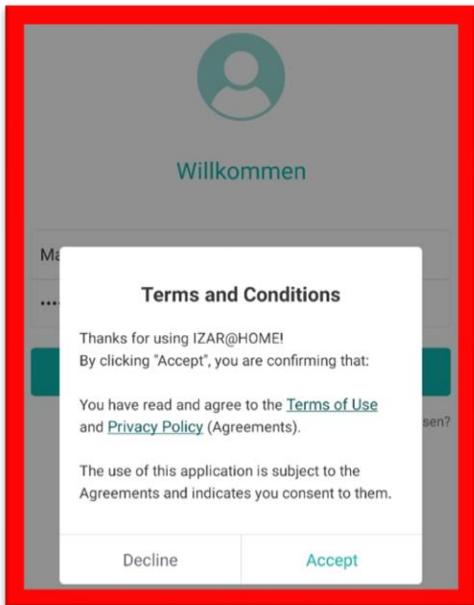 Willkommen
Ma
••••
Terms and Conditions
Thanks for using IZAR@HOME!
By clicking "Accept", you are confirming that:
You have read and agree to the Terms of Use
and Privacy Policy (Agreements).
sen?
The use of this application is subject to the
Agreements and indicates you consent to them.
Decline
Accept